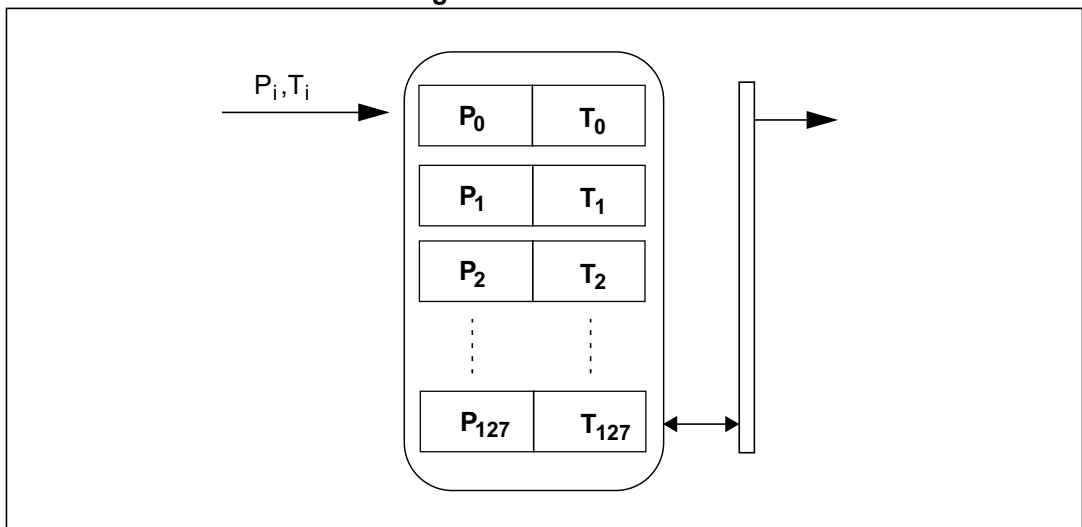 Pᵢ,Tᵢ
P₀ T₀
P₁ T₁
P₂ T₂
P₁₂₇ T₁₂₇